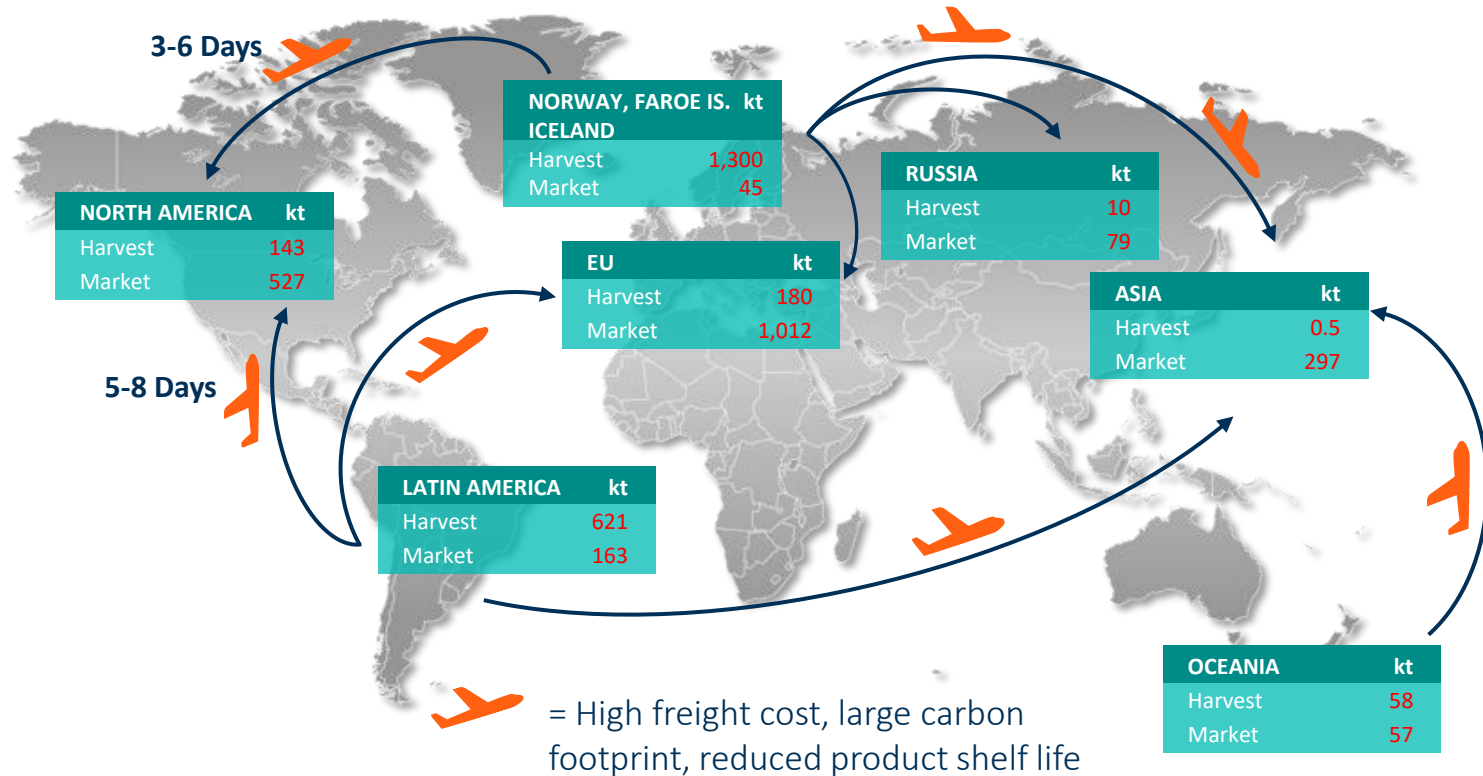 3-6 Days
NORWAY, FAROE IS. kt
ICELAND
Harvest 1,300
Market 45
RUSSIA kt
Harvest 10
Market 79
NORTH AMERICA kt
Harvest 143
Market 527
EU kt
Harvest 180
Market 1,012
ASIA kt
Harvest 0.5
Market 297
5-8 Days
LATIN AMERICA kt
Harvest 621
Market 163
OCEANIA kt
Harvest 58
Market 57
= High freight cost, large carbon
footprint, reduced product shelf life